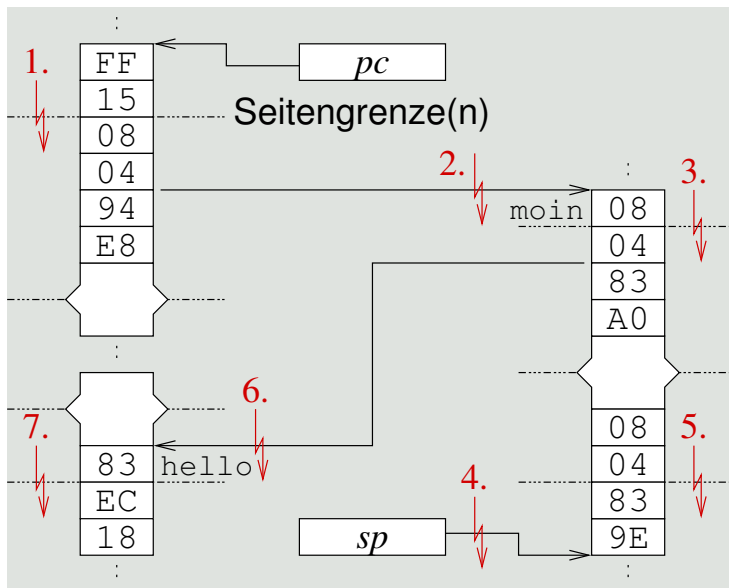 FF
pc
1.
15
Seitengrenze(n)
08
04
2.
3.
94
moin
08
E8
04
83
A0
6.
7.
08
5.
83
hello
04
4.
EC
83
18
sp
9E